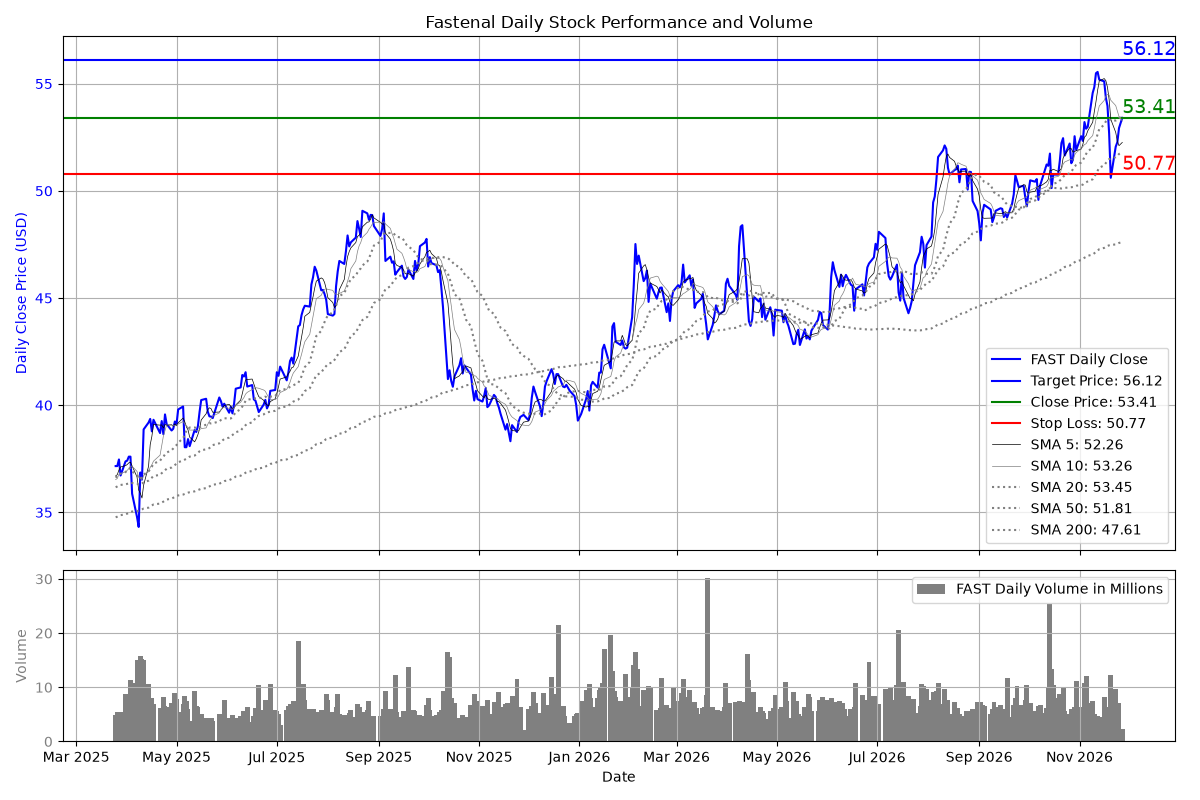 Fastenal Daily Stock Performance and Volume
56.12
55
53.41
50.77
50
45
40
35
Daily Close Price (USD)
FAST Daily Close
Target Price: 56.12
Close Price: 53.41
Stop Loss: 50.77
SMA 5: 52.26
SMA 10: 53.26
SMA 20: 53.45
SMA 50: 51.81
SMA 200: 47.61
30
20
10
0
Volume
FAST Daily Volume in Millions
Mar 2025 May 2025 Jul 2025 Sep 2025 Nov 2025 Jan 2026 Mar 2026 May 2026 Jul 2026 Sep 2026 Nov 2026
Date